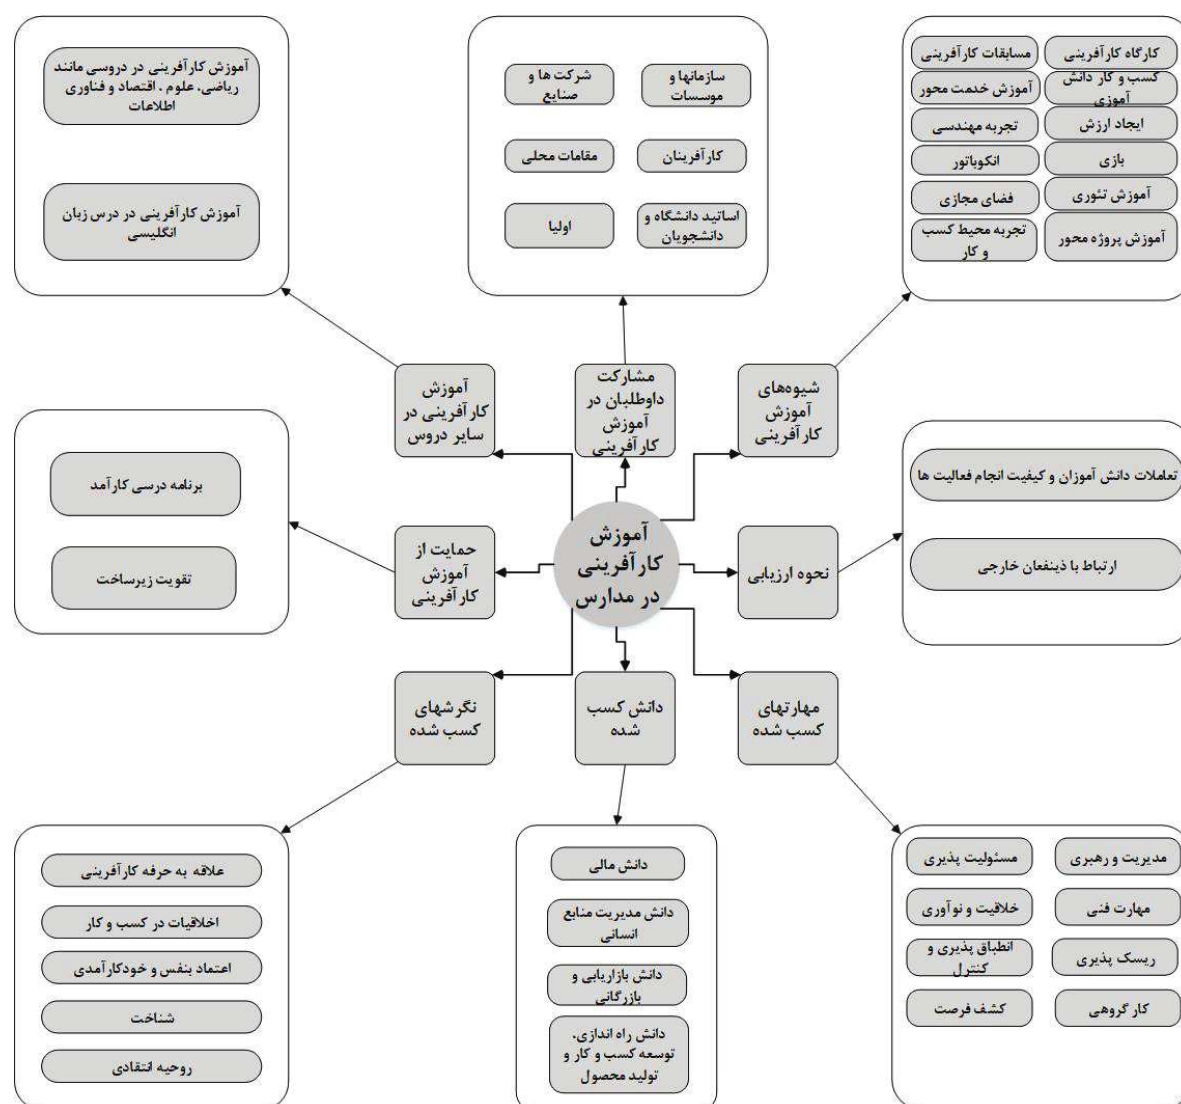 کارگاه کارآفرینی
مسابقات کارآفرینی
کسب و کار دانش
آموزی
آموزش خدمت محور
ایجاد ارزش
تجربه مهندسی
بازی
انکوباتور
آموزش تئوری
فضای مجازی
آموزش پروژه محور
تجربه محیط کسب
و کار
سازمانها و
موسسات
شرکت ها و
صنایع
کارآفرینان
مقامات محلی
اساتید دانشگاه و
دانشجویان
اولیا
آموزش کارآفرینی در دروسی مانند
ریاضی، علوم ، اقتصاد و فناوری
اطلاعات
آموزش کارآفرینی در درس زبان
انگلیسی
شیوه‌های
آموزش
کارآفرینی
مشارکت
داوطلبان در
آموزش
کارآفرینی
آموزش
کارآفرینی در
سایر دروس
تعاملات دانش آموزان و کیفیت انجام فعالیت ها
ارتباط با ذینفعان خارجی
نحوه ارزیابی
آموزش
کارآفرینی
در مدارس
حمایت از
آموزش
کارآفرینی
برنامه درسی کارآمد
تقویت زیرساخت
مهارتهای
کسب شده
دانش کسب
شده
نگرشهای
کسب شده
مدیریت و رهبری
مسئولیت پذیری
مهارت فنی
خلاقیت و نوآوری
ریسک پذیری
انطباق پذیری و
کنترل
کار گروهی
کشف فرصت
دانش مالی
دانش مدیریت منابع
انسانی
دانش بازاریابی و
بازرگانی
دانش راه اندازی،
توسعه کسب و کار و
تولید محصول
علاقه به حرفه کارآفرینی
اخلاقیات در کسب و کار
اعتماد بنفس و خودکارآمدی
شناخت
روحیه انتقادی